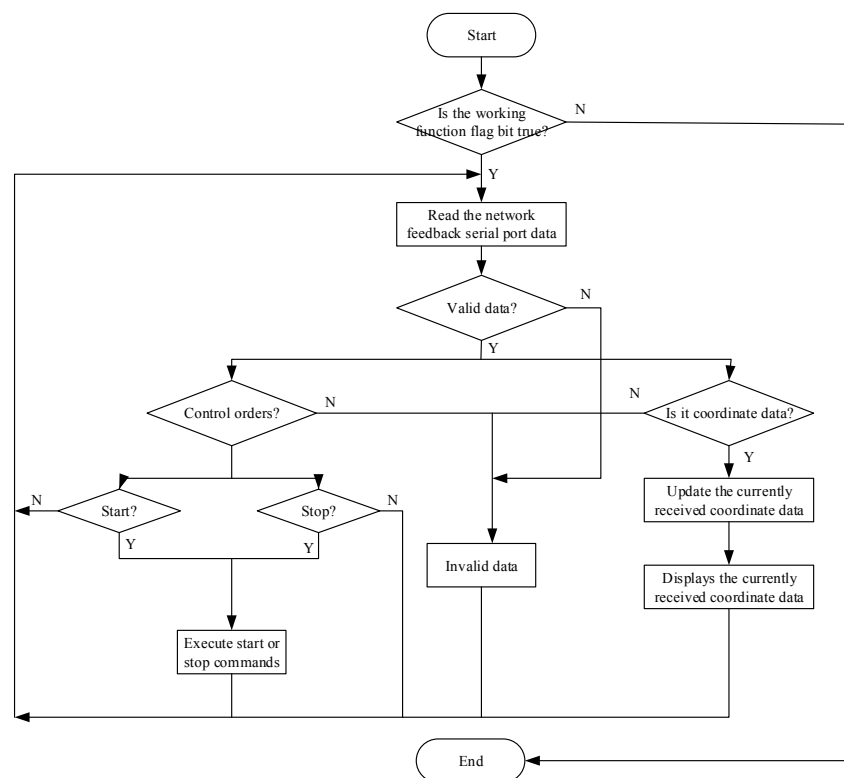 Start
Is the working
function flag bit true?
N
Y
Read the network
feedback serial port data
Valid data?
N
Y
Control orders?
N
N
Is it coordinate data?
Y
N
Start?
Y
Stop?
N
Y
Update the currently
received coordinate data
Invalid data
Displays the currently
received coordinate data
Execute start or
stop commands
End